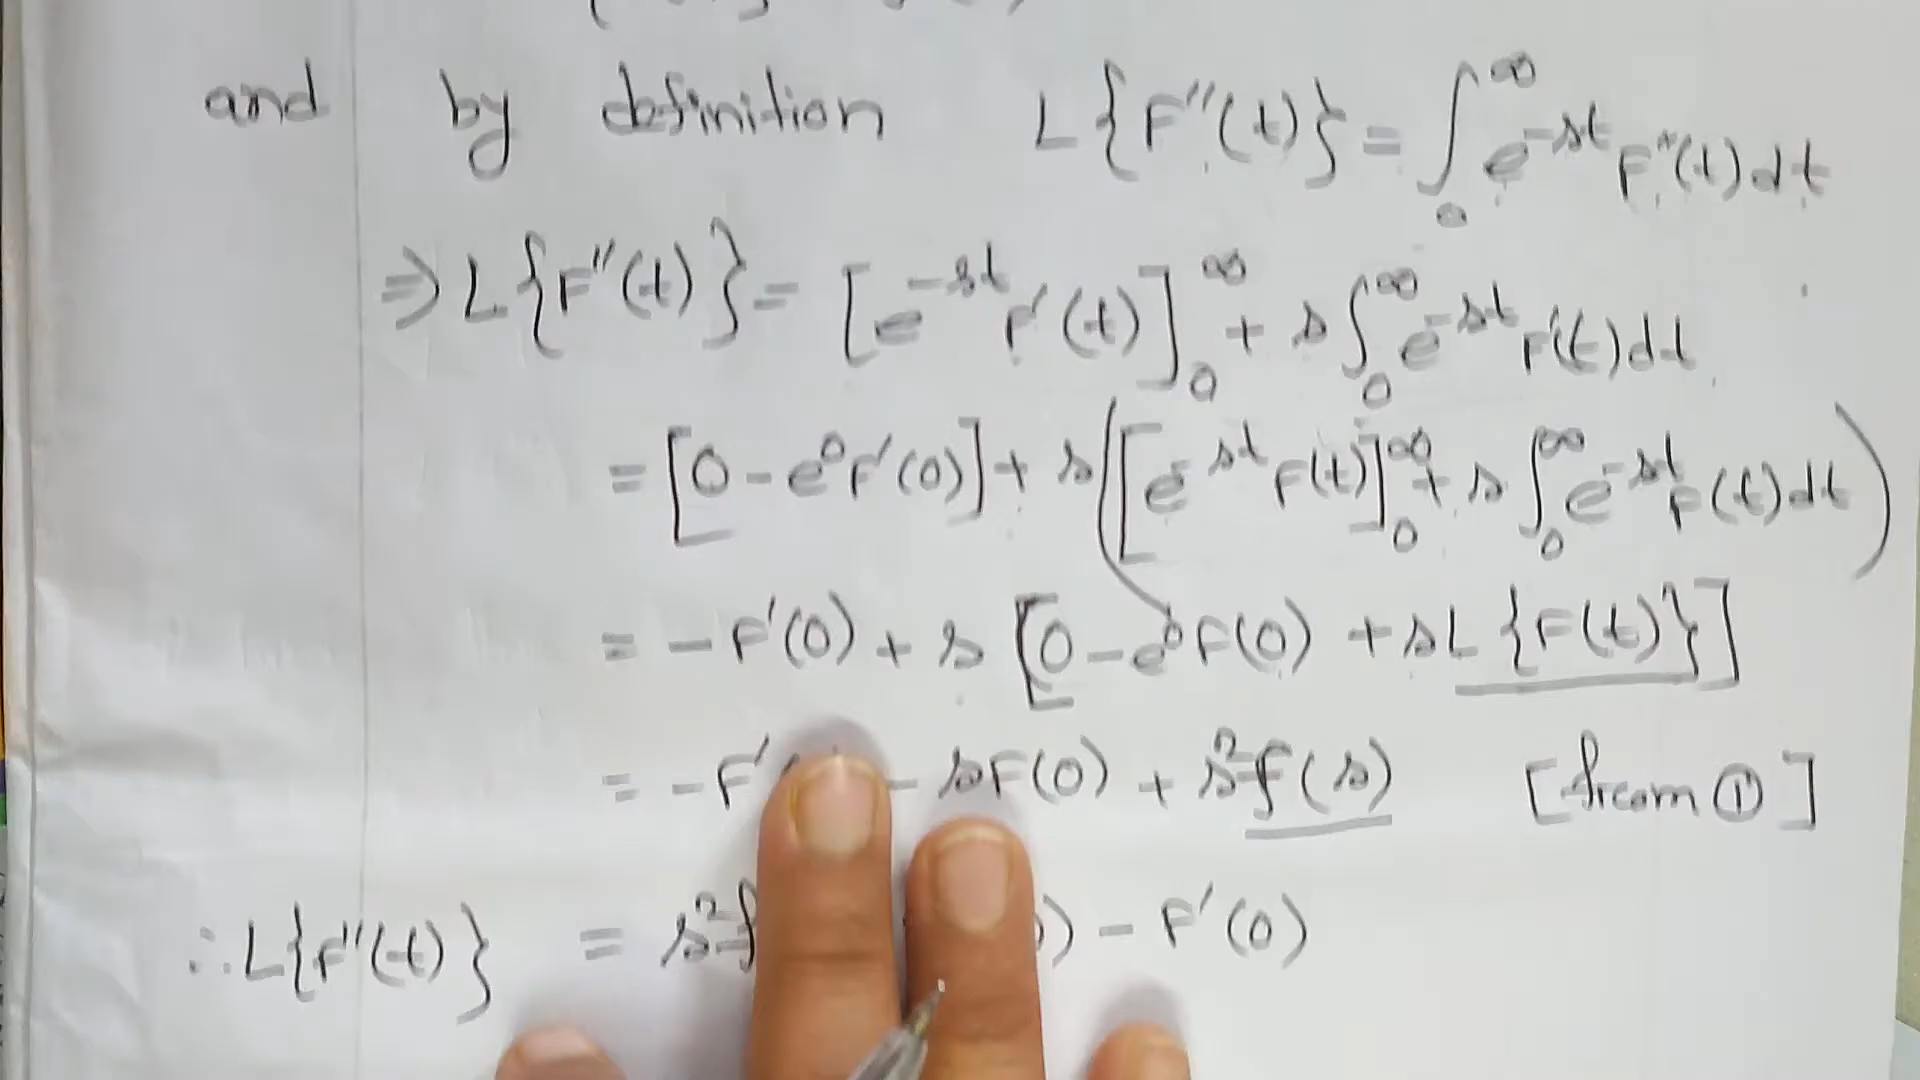 and by definition L{F''(t)} = ∫₀^∞ e^{-st} F''(t) dt
⇒ L{F''(t)} = [e^{-st} F'(t)]₀^∞ + s∫₀^∞ e^{-st} F'(t) dt
= [0 - e⁰F'(0)] + s([e^{-st} F(t)]₀^∞ + s∫₀^∞ e^{-st} F(t) dt)
= -F'(0) + s[0 - e⁰F(0) + sL{F(t)}]
= -F' - sF(0) + s²f(s) [from ①]
∴ L{F''(t)} = s²f ) - F'(0)